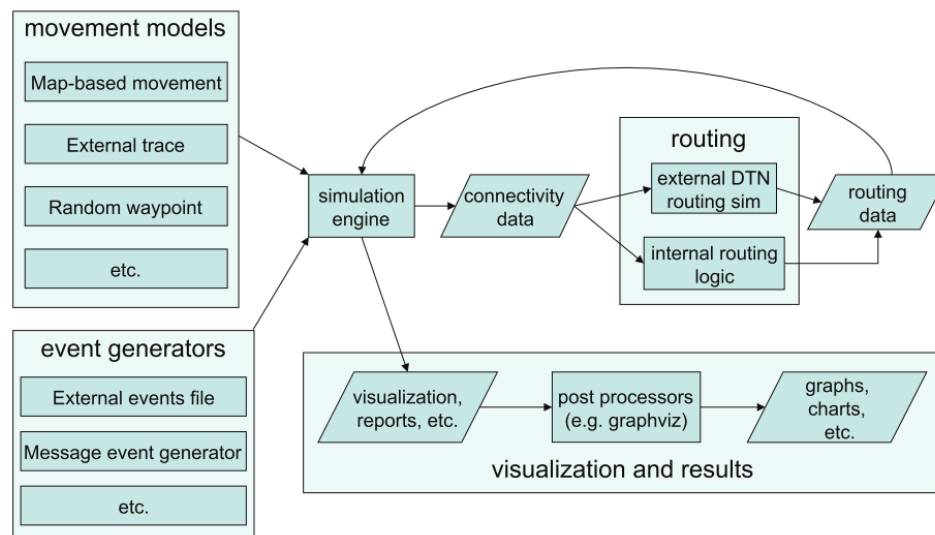 movement models
Map-based movement
External trace
Random waypoint
etc.
event generators
External events file
Message event generator
etc.
simulation
engine
connectivity
data
routing
external DTN
routing sim
internal routing
logic
routing
data
visualization,
reports, etc.
post processors
(e.g. graphviz)
graphs,
charts,
etc.
visualization and results